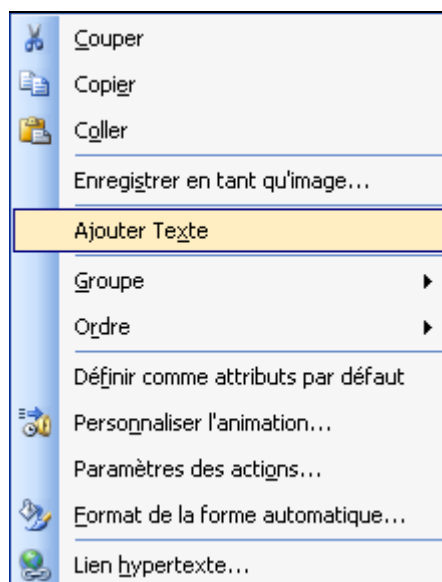 Couper
Copier
Coller
Enregistrer en tant qu'image...
Ajouter Texte
Groupe
Ordre
Définir comme attributs par défaut
Personnaliser l'animation...
Paramètres des actions...
Format de la forme automatique...
Lien hypertexte...